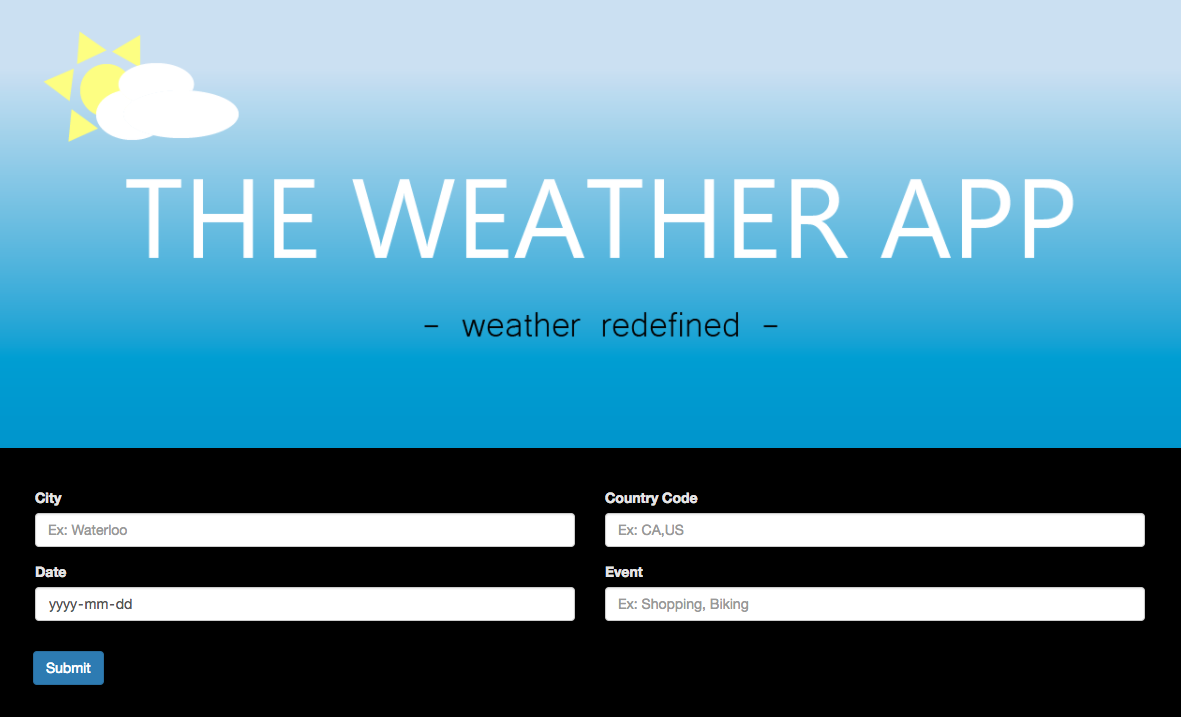 THE WEATHER APP
- weather redefined -
City
Country Code
Ex: Waterloo
Ex: CA,US
Date
Event
yyyy-mm-dd
Ex: Shopping, Biking
Submit